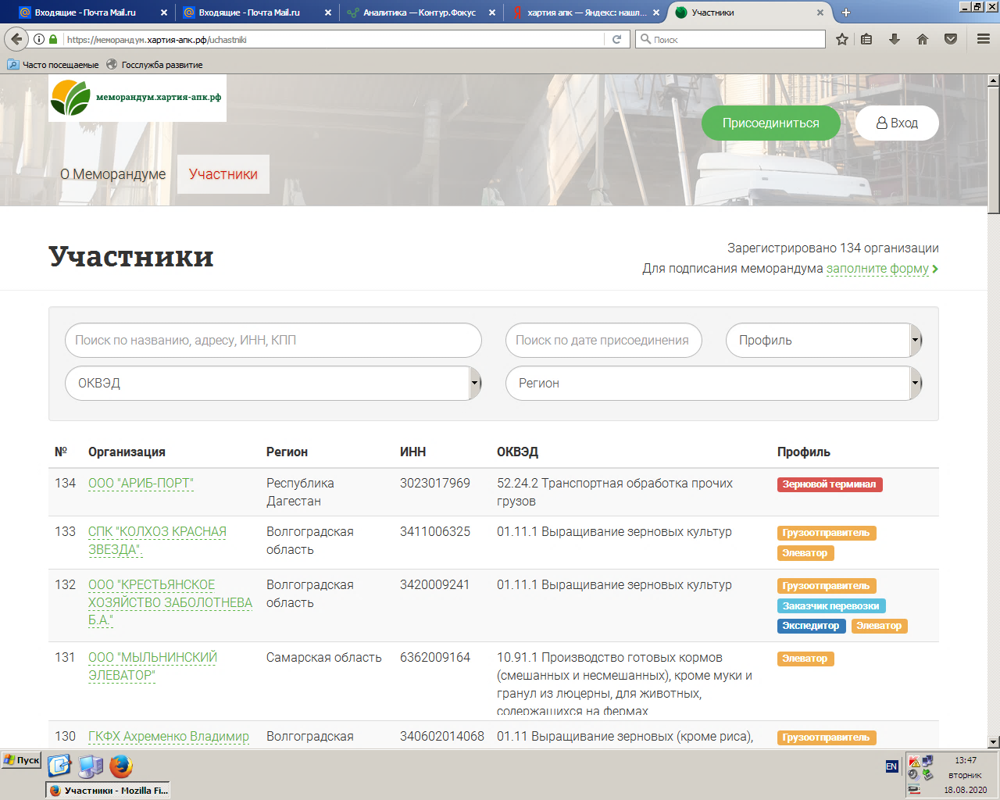 Входящие - Почта Mail.ru
Входящие - Почта Mail.ru
Аналитика — Контур.Фокус
хартия апк — Яндекс: нашл...
Участники
https://меморандум.хартия-апк.рф/uchastniki
Поиск
Часто посещаемые
Госслужба развитие
меморандум.хартия-апк.рф
Присоединиться
Вход
О Меморандуме
Участники
Участники
Зарегистрировано 134 организации
Для подписания меморандума заполните форму
Поиск по названию, адресу, ИНН, КПП
Поиск по дате присоединения
Профиль
ОКВЭД
Регион
№ Организация Регион ИНН ОКВЭД Профиль
134 ООО "АРИБ-ПОРТ" Республика 3023017969 52.24.2 Транспортная обработка прочих Зерновой терминал
Дагестан грузов
133 СПК "КОЛХОЗ КРАСНАЯ Волгоградская 3411006325 01.11.1 Выращивание зерновых культур Грузоотправитель
ЗВЕЗДА". область Элеватор
132 ООО "КРЕСТЬЯНСКОЕ Волгоградская 3420009241 01.11.1 Выращивание зерновых культур Грузоотправитель
ХОЗЯЙСТВО ЗАБОЛОТНЕВА область Заказчик перевозки
Б.А." Экспедитор Элеватор
131 ООО "МЫЛЬНИНСКИЙ Самарская область 6362009164 10.91.1 Производство готовых кормов Элеватор
ЭЛЕВАТОР" (смешанных и несмешанных), кроме муки и
гранул из люцерны, для животных,
содержащихся на фермах
130 ГКФХ Ахременко Владимир Волгоградская 340602014068 01.11 Выращивание зерновых (кроме риса), Грузоотправитель
Пуск
EN
13:47
вторник
18.08.2020
Участники - Mozilla Fi...